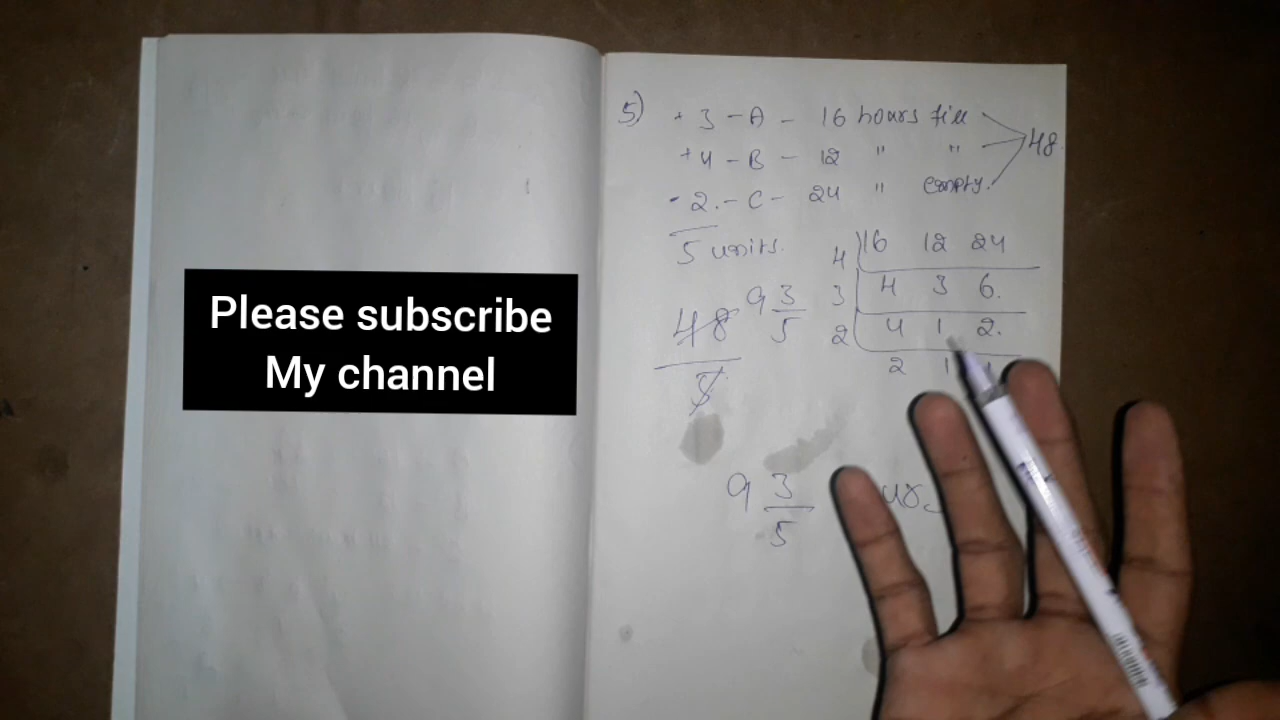 Please subscribe
My channel
5) + 3 - A - 16 hours fill
+4 - B - 12 " " 48
- 2. - C - 24 " empty.
5 units.
4 16 12 24
3 4 3 6.
2 4 1 2.
2 1
48/5 9 3/5
9 3/5